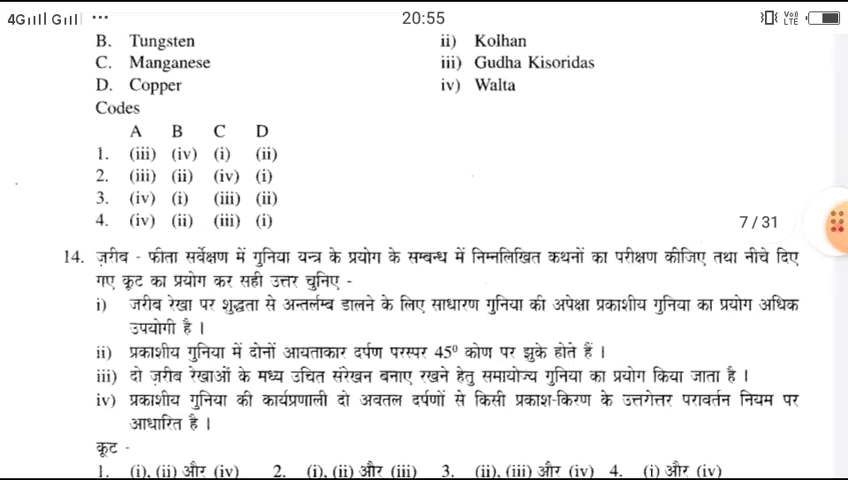 4G G ••• 20:55 Vo)) LTE
B. Tungsten ii) Kolhan
C. Manganese iii) Gudha Kisoridas
D. Copper iv) Walta
Codes
A B C D
1. (iii) (iv) (i) (ii)
2. (iii) (ii) (iv) (i)
3. (iv) (i) (iii) (ii)
4. (iv) (ii) (iii) (i)
7 / 31
14. ज़रीब - फ़ीता सर्वेक्षण में गुनिया यन्त्र के प्रयोग के सम्बन्ध में निम्नलिखित कथनों का परीक्षण कीजिए तथा नीचे दिए
गए कूट का प्रयोग कर सही उत्तर चुनिए -
i) जरीब रेखा पर शुद्धता से अन्तर्लम्ब डालने के लिए साधारण गुनिया की अपेक्षा प्रकाशीय गुनिया का प्रयोग अधिक
उपयोगी है ।
ii) प्रकाशीय गुनिया में दोनों आयताकार दर्पण परस्पर 45⁰ कोण पर झुके होते हैं ।
iii) दो ज़रीब रेखाओं के मध्य उचित संरेखन बनाए रखने हेतु समायोज्य गुनिया का प्रयोग किया जाता है ।
iv) प्रकाशीय गुनिया की कार्यप्रणाली दो अवतल दर्पणों से किसी प्रकाश-किरण के उत्तरोत्तर परावर्तन नियम पर
आधारित है ।
कूट -
1. (i), (ii) और (iv) 2. (i), (ii) और (iii) 3. (ii), (iii) और (iv) 4. (i) और (iv)